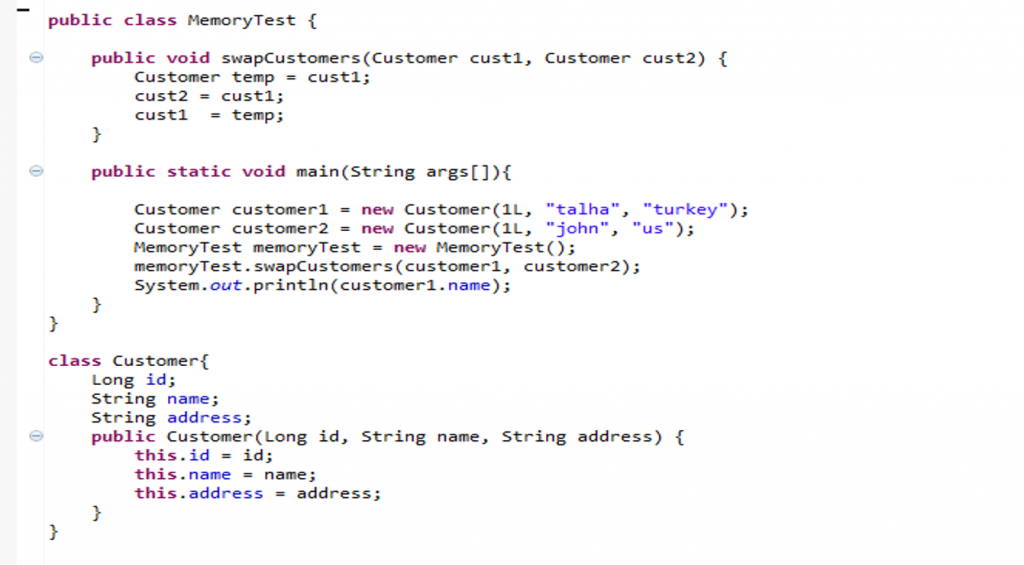 public class MemoryTest {
public void swapCustomers(Customer cust1, Customer cust2) {
Customer temp = cust1;
cust2 = cust1;
cust1  = temp;
}
public static void main(String args[]){
Customer customer1 = new Customer(1L, "talha", "turkey");
Customer customer2 = new Customer(1L, "john", "us");
MemoryTest memoryTest = new MemoryTest();
memoryTest.swapCustomers(customer1, customer2);
System.out.println(customer1.name);
}
}
class Customer{
Long id;
String name;
String address;
public Customer(Long id, String name, String address) {
this.id = id;
this.name = name;
this.address = address;
}
}